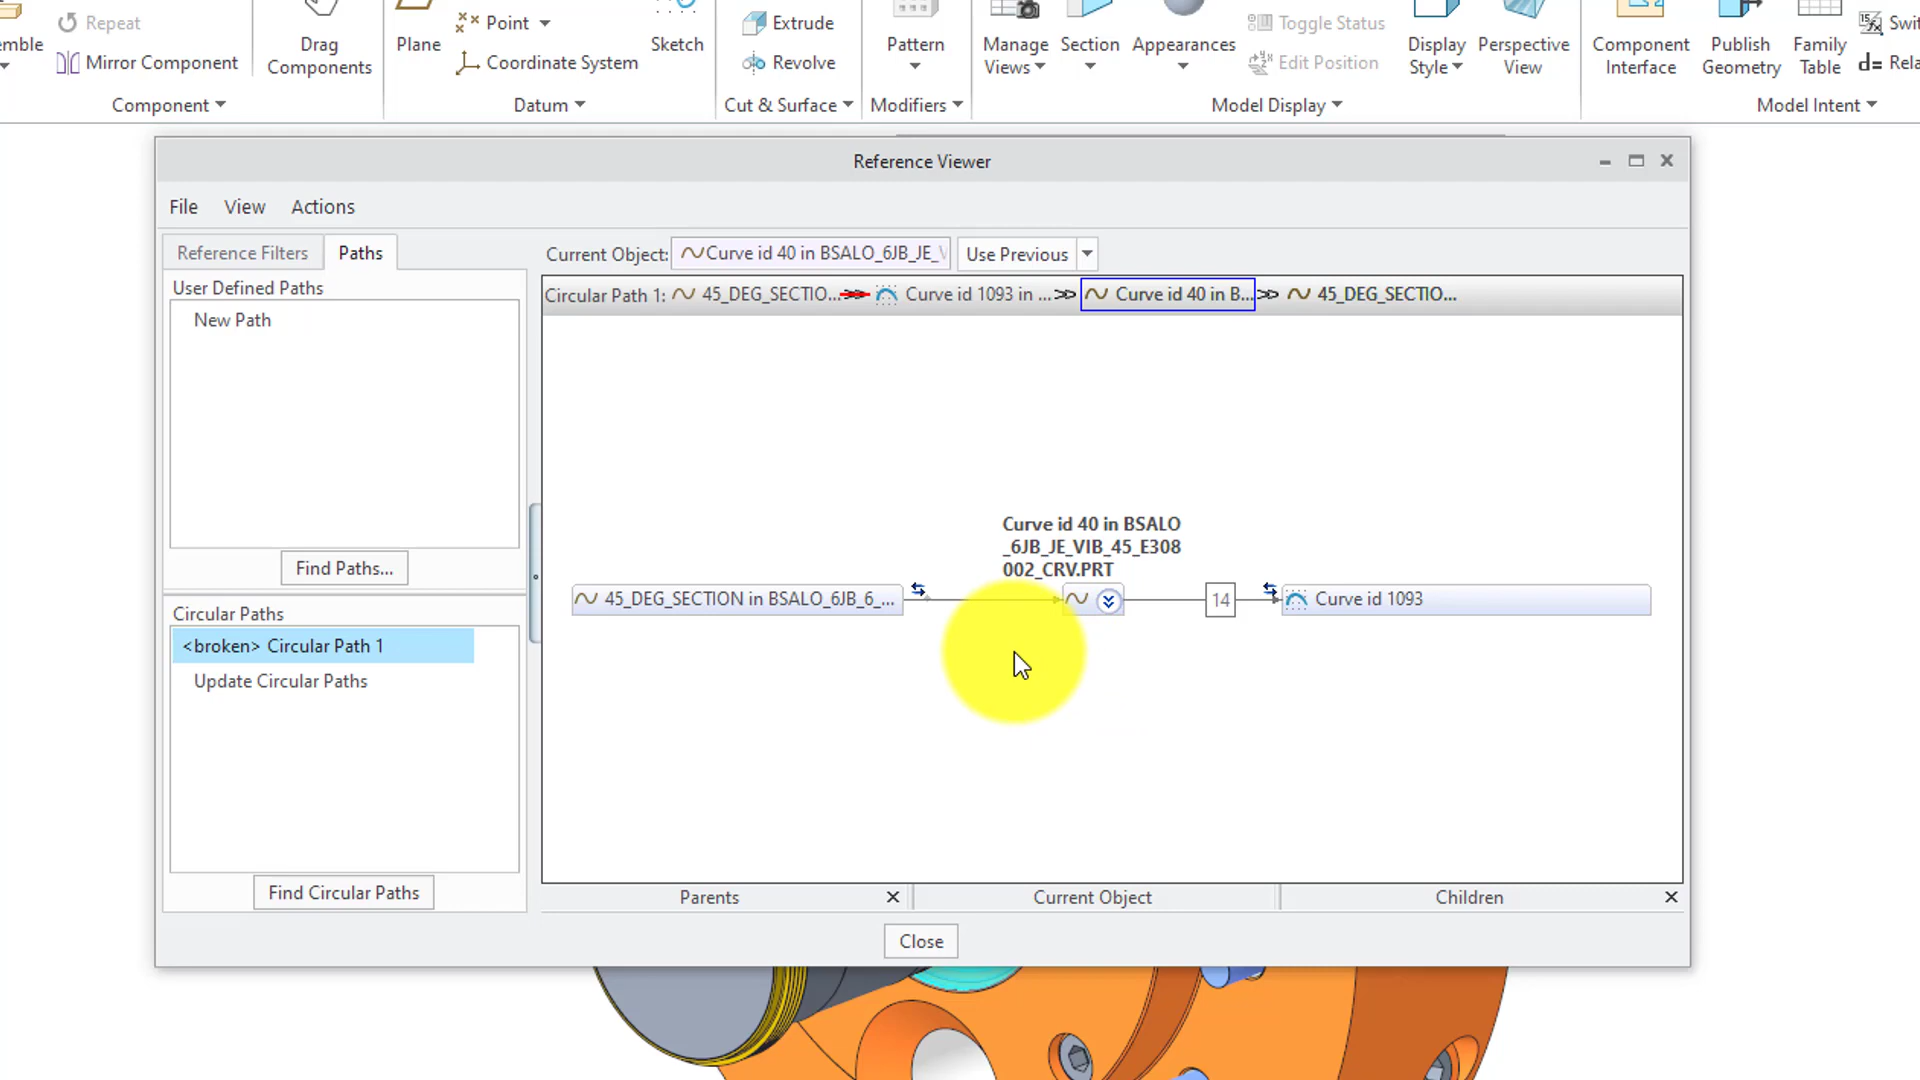 emble
Repeat
Mirror Component
Component
Drag
Components
Plane
Point
Coordinate System
Sketch
Datum
Extrude
Revolve
Cut & Surface
Pattern
Modifiers
Manage
Views
Section
Appearances
Toggle Status
Edit Position
Display
Style
Perspective
View
Model Display
Component
Interface
Publish
Geometry
Family
Table
Swit
d= Rela
Model Intent
Reference Viewer
File
View
Actions
Reference Filters
Paths
Current Object:
Curve id 40 in BSALO_6JB_JE_V
Use Previous
User Defined Paths
New Path
Find Paths...
Circular Path 1: 45_DEG_SECTIO... Curve id 1093 in ... >> Curve id 40 in B... >> 45_DEG_SECTIO...
Curve id 40 in BSALO
_6JB_JE_VIB_45_E308
002_CRV.PRT
45_DEG_SECTION in BSALO_6JB_6_...
14
Curve id 1093
Circular Paths
<broken> Circular Path 1
Update Circular Paths
Find Circular Paths
Parents
Current Object
Children
Close